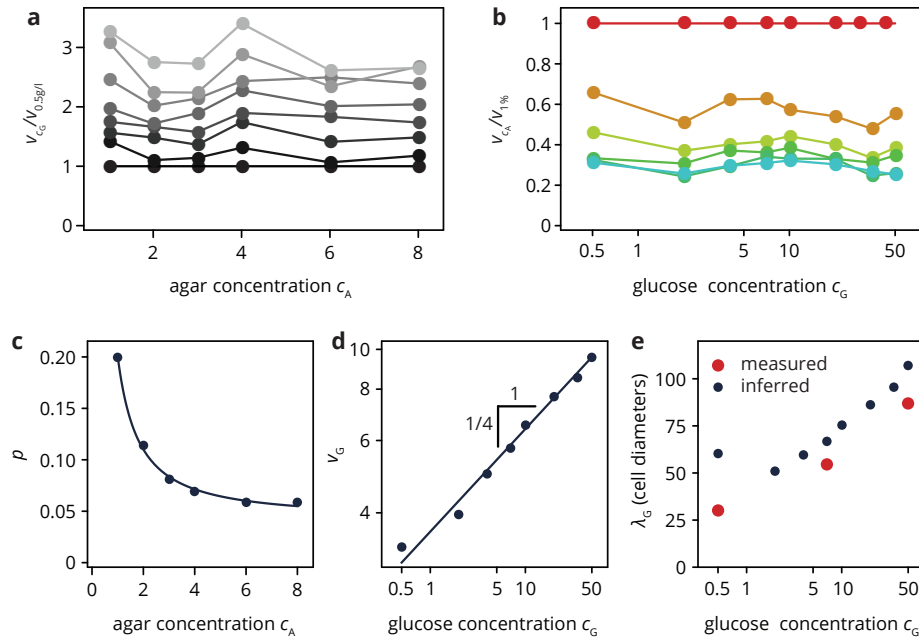 a
3
2
1
0
v_{c_G}/v_{0.5g/l}
2
4
6
8
agar concentration c_A
b
1
0.8
0.6
0.4
0.2
0
v_{c_A}/v_{1%}
0.5
1
5
10
50
glucose concentration c_G
c
0.20
0.15
0.10
0.05
0
p
0
2
4
6
8
agar concentration c_A
d
10
8
6
4
v_G
1
1/4
0.5
1
5
10
50
glucose concentration c_G
e
measured
inferred
100
75
50
25
0
λ_G (cell diameters)
0.5
1
5
10
50
glucose concentration c_G